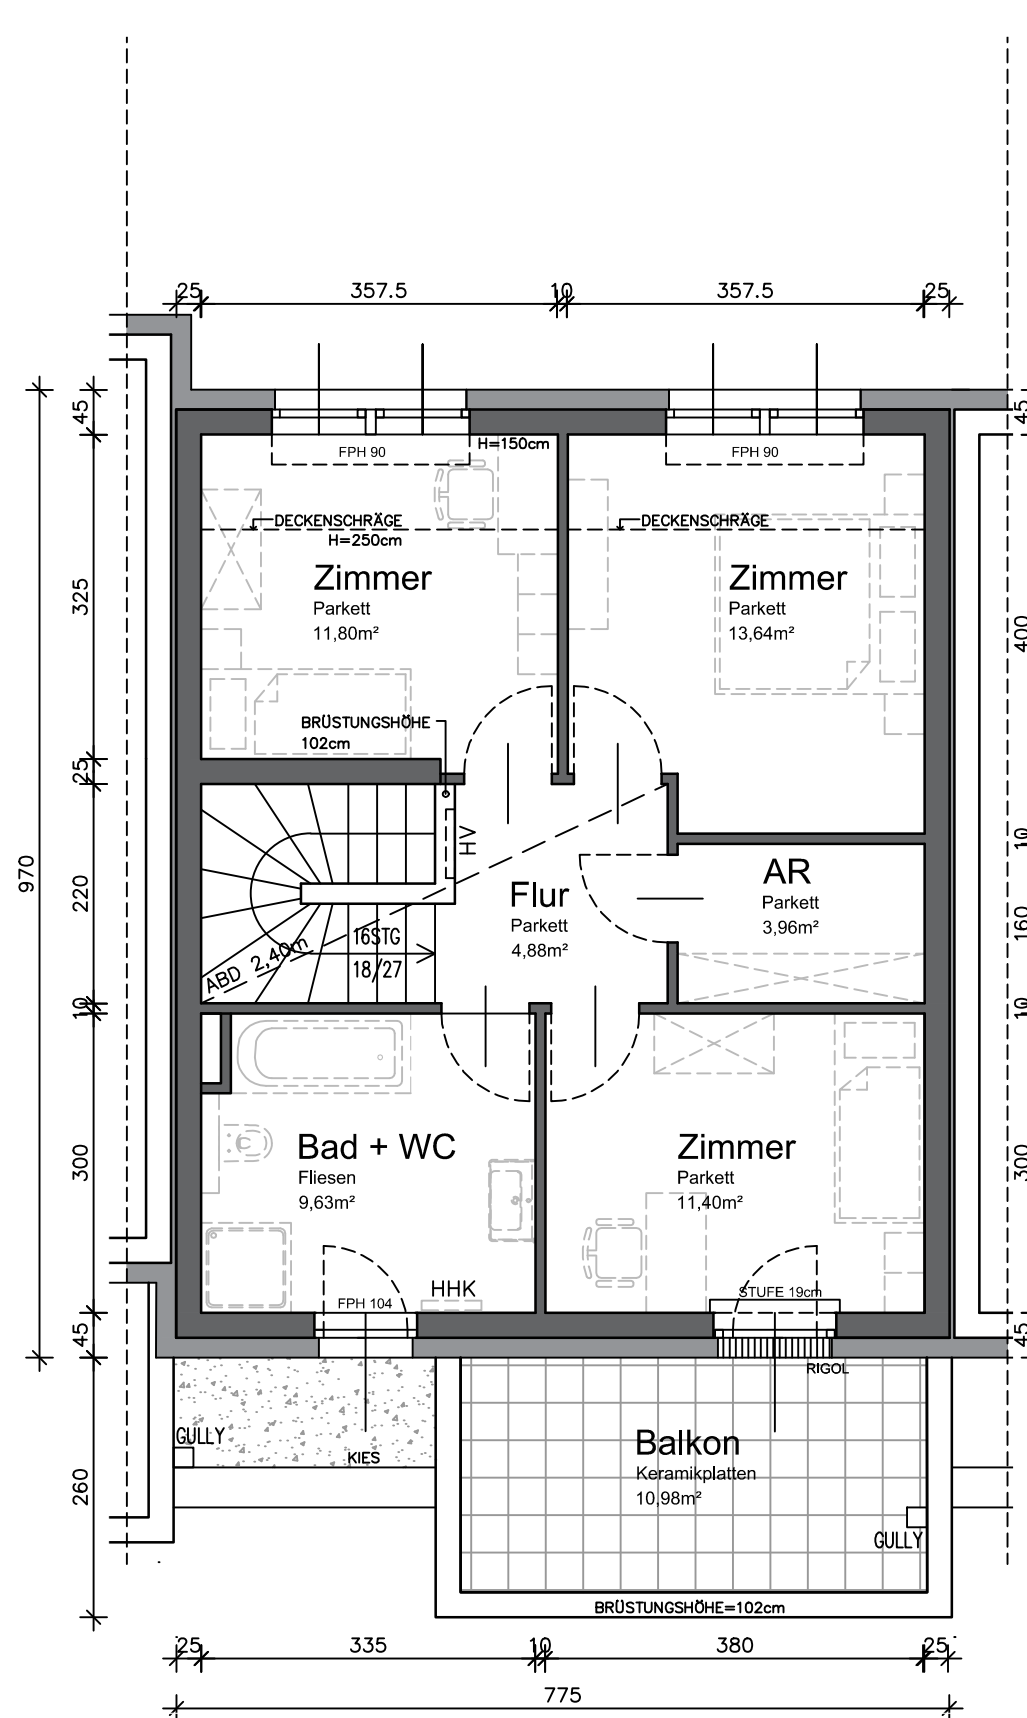 25 357.5 10 357.5 25
45
45
FPH 90
H=150cm
FPH 90
DECKENSCHRÄGE
H=250cm
DECKENSCHRÄGE
Zimmer
Parkett
11,80m²
Zimmer
Parkett
13,64m²
325
400
BRÜSTUNGSHÖHE
102cm
25
970
220
HV
10
AR
Parkett
3,96m²
Flur
Parkett
4,88m²
160
16STG
18/27
ABD 2,40m
10
10
Bad + WC
Fliesen
9,63m²
Zimmer
Parkett
11,40m²
300
300
HHK
FPH 104
STUFE 19cm
45
45
RIGOL
GULLY
KIES
Balkon
Keramikplatten
10,98m²
260
GULLY
BRÜSTUNGSHÖHE=102cm
25 335 10 380 25
775